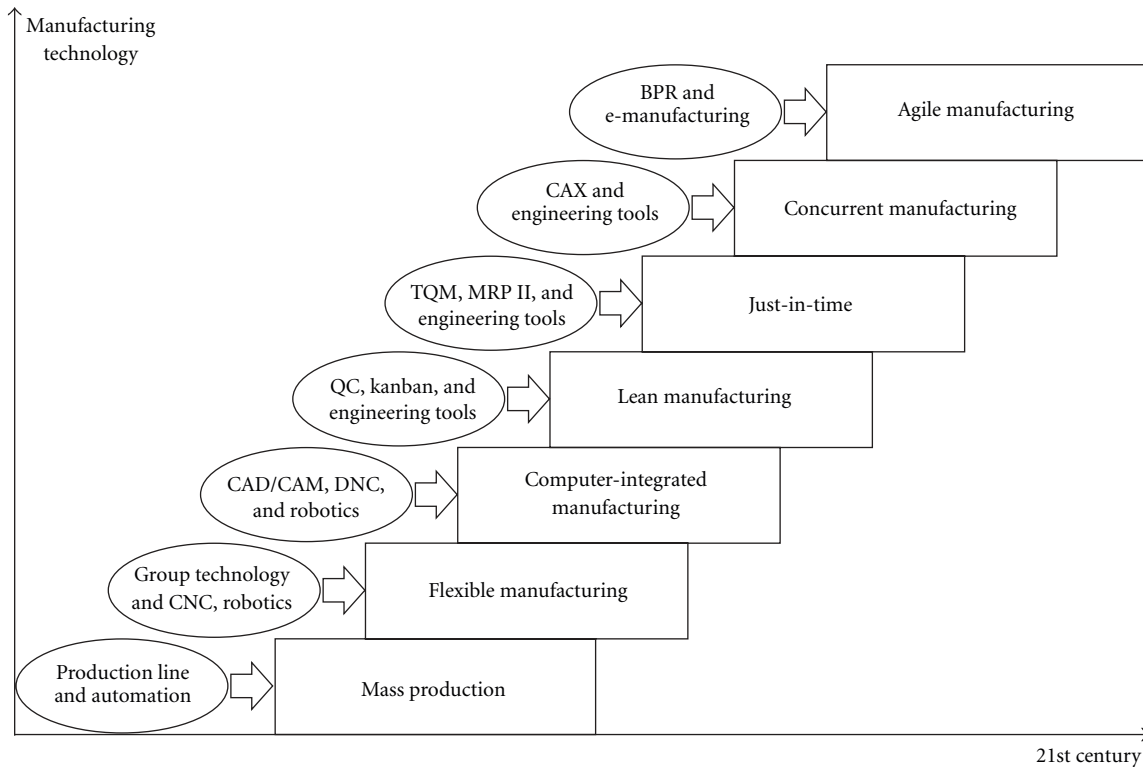 Manufacturing
technology
BPR and
e-manufacturing
Agile manufacturing
CAX and
engineering tools
Concurrent manufacturing
TQM, MRP II, and
engineering tools
Just-in-time
QC, kanban, and
engineering tools
Lean manufacturing
CAD/CAM, DNC,
and robotics
Computer-integrated
manufacturing
Group technology
and CNC, robotics
Flexible manufacturing
Production line
and automation
Mass production
21st century